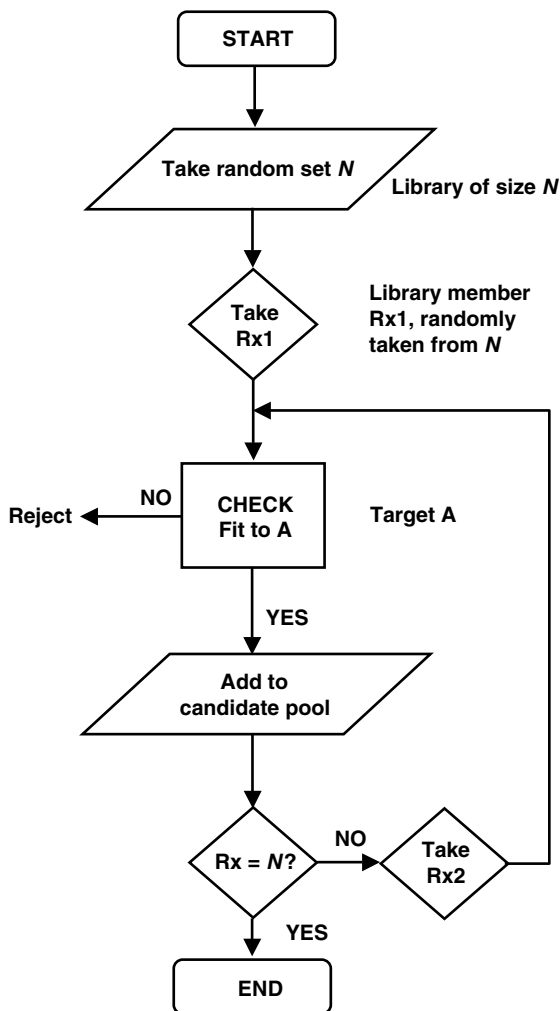 START
Take random set N
Library of size N
Take
Rx1
Library member
Rx1, randomly
taken from N
NO
Reject
CHECK
Fit to A
Target A
YES
Add to
candidate pool
Rx = N?
NO
Take
Rx2
YES
END